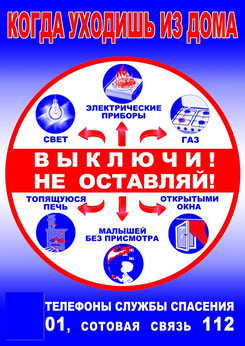 КОГДА УХОДИШЬ ИЗ ДОМА
ЭЛЕКТРИЧЕСКИЕ
ПРИБОРЫ
СВЕТ
ГАЗ
ВЫКЛЮЧИ!
НЕ ОСТАВЛЯЙ!
ТОПЯЩУЮСЯ
ПЕЧЬ
ОТКРЫТЫМИ
ОКНА
МАЛЫШЕЙ
БЕЗ ПРИСМОТРА
ТЕЛЕФОНЫ СЛУЖБЫ СПАСЕНИЯ
01, СОТОВАЯ СВЯЗЬ 112